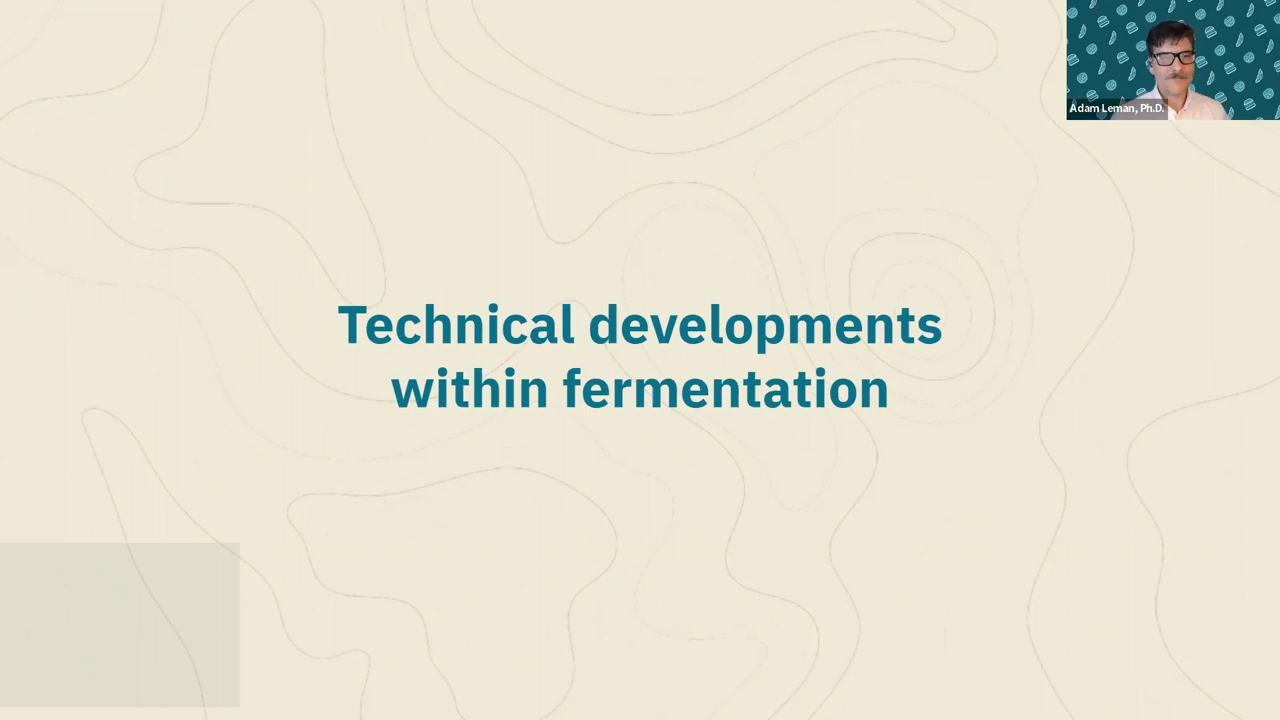 Adam Leman, Ph.D.
Technical developments
within fermentation